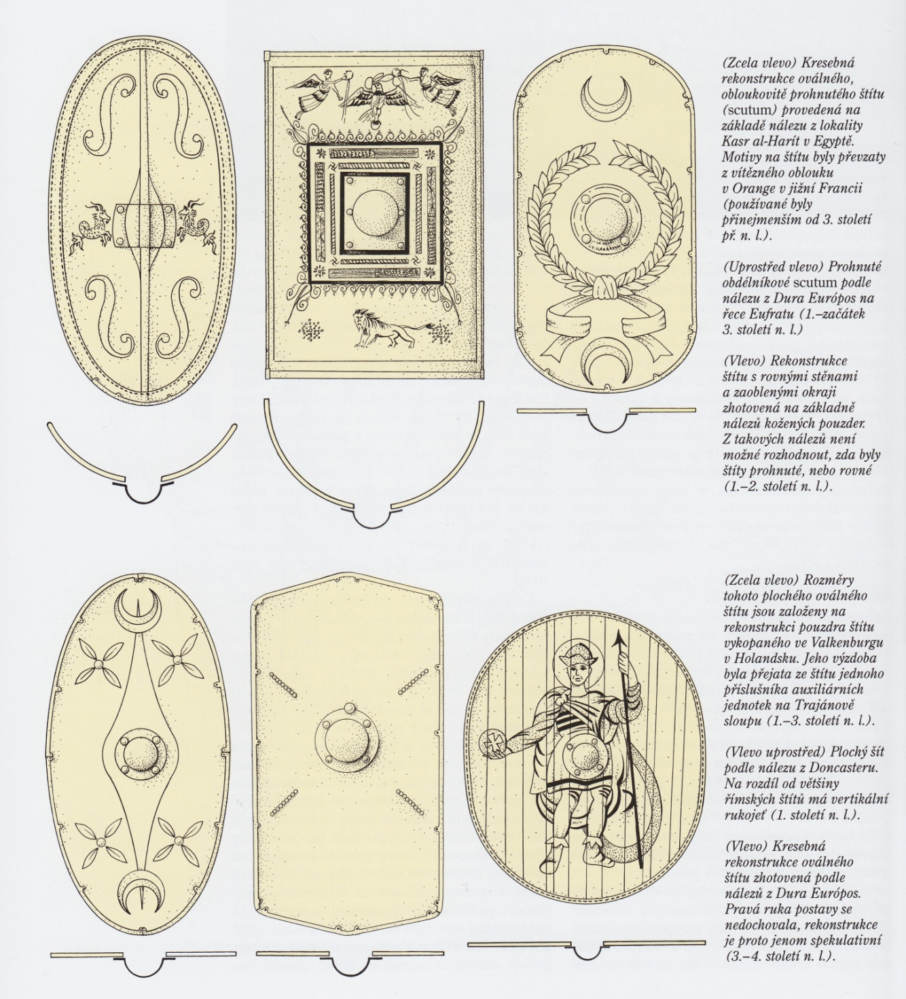 (Zcela vlevo) Kresebná
rekonstrukce oválného,
obloukovitě prohnutého štítu
(scutum) provedená na
základě nálezu z lokality
Kasr al-Harít v Egyptě.
Motivy na štítu byly převzaty
z vítězného oblouku
v Orange v jižní Francii
(používané byly
přinejmenším od 3. století
př. n. l.).
(Uprostřed vlevo) Prohnuté
obdélníkové scutum podle
nálezu z Dura Európos na
řece Eufratu (1.–začátek
3. století n. l.)
(Vlevo) Rekonstrukce
štítu s rovnými stěnami
a zaoblenými okraji
zhotovená na základně
nálezů kožených pouzder.
Z takových nálezů není
možné rozhodnout, zda byly
štíty prohnuté, nebo rovné
(1.–2. století n. l.).
(Zcela vlevo) Rozměry
tohoto plochého oválného
štítu jsou založeny na
rekonstrukci pouzdra štítu
vykopaného ve Valkenburgu
v Holandsku. Jeho výzdoba
byla přejata ze štítu jednoho
příslušníka auxiliárních
jednotek na Trajánově
sloupu (1.–3. století n. l.).
(Vlevo uprostřed) Plochý šít
podle nálezu z Doncasteru.
Na rozdíl od většiny
římských štítů má vertikální
rukojeť (1. století n. l.).
(Vlevo) Kresebná
rekonstrukce oválného
štítu zhotovená podle
nálezů z Dura Európos.
Pravá ruka postavy se
nedochovala, rekonstrukce
je proto jenom spekulativní
(3.–4. století n. l.).